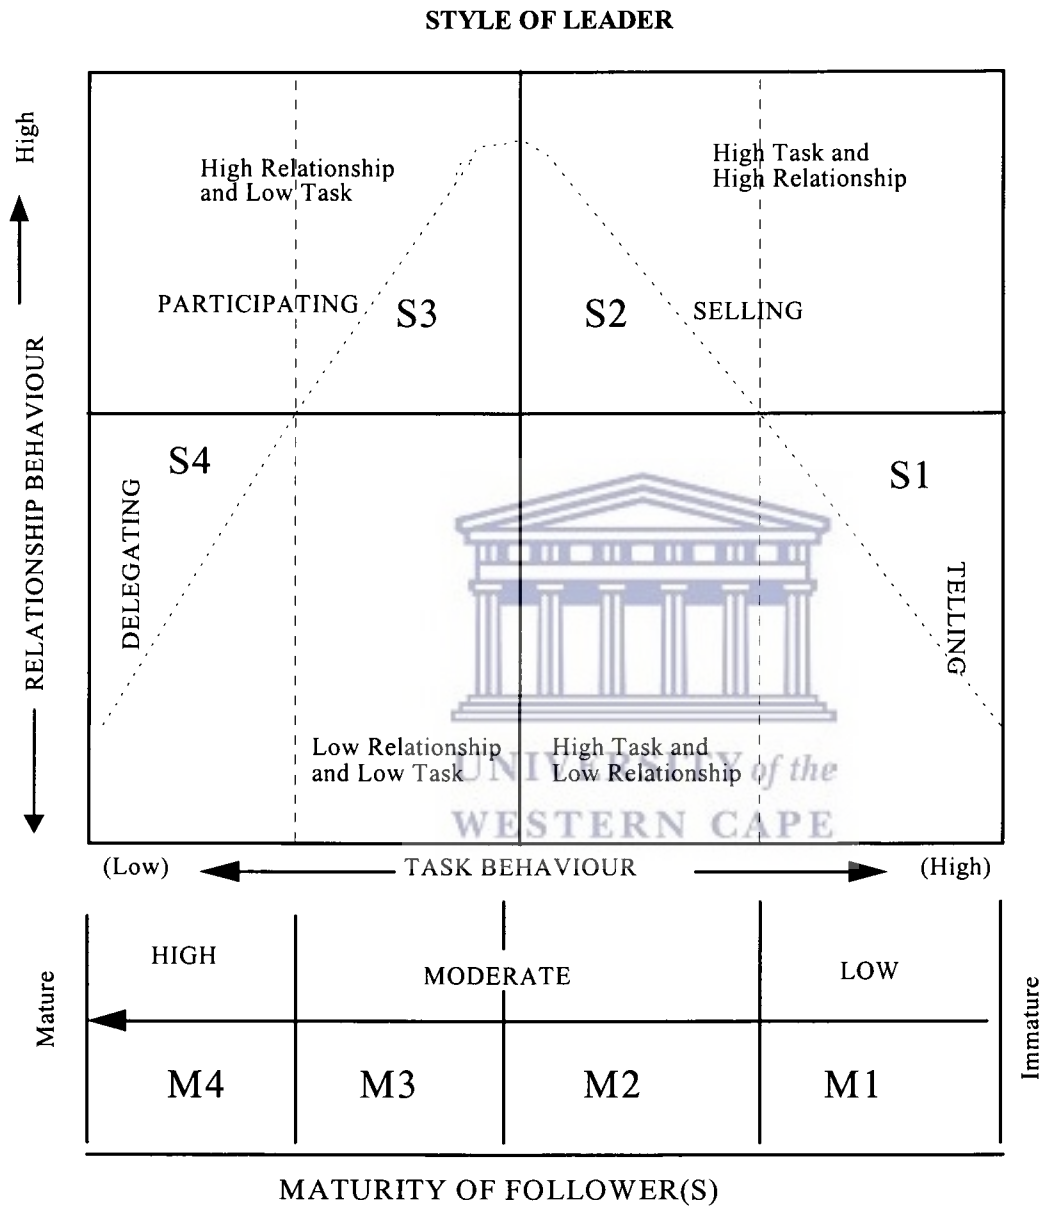 STYLE OF LEADER
High
RELATIONSHIP BEHAVIOUR
High Relationship
and Low Task
High Task and
High Relationship
PARTICIPATING
S3
S2
SELLING
S4
S1
DELEGATING
TELLING
Low Relationship
and Low Task
High Task and
Low Relationship
UNIVERSITY of the
WESTERN CAPE
(Low)
TASK BEHAVIOUR
(High)
Mature
HIGH
MODERATE
LOW
Immature
M4
M3
M2
M1
MATURITY OF FOLLOWER(S)